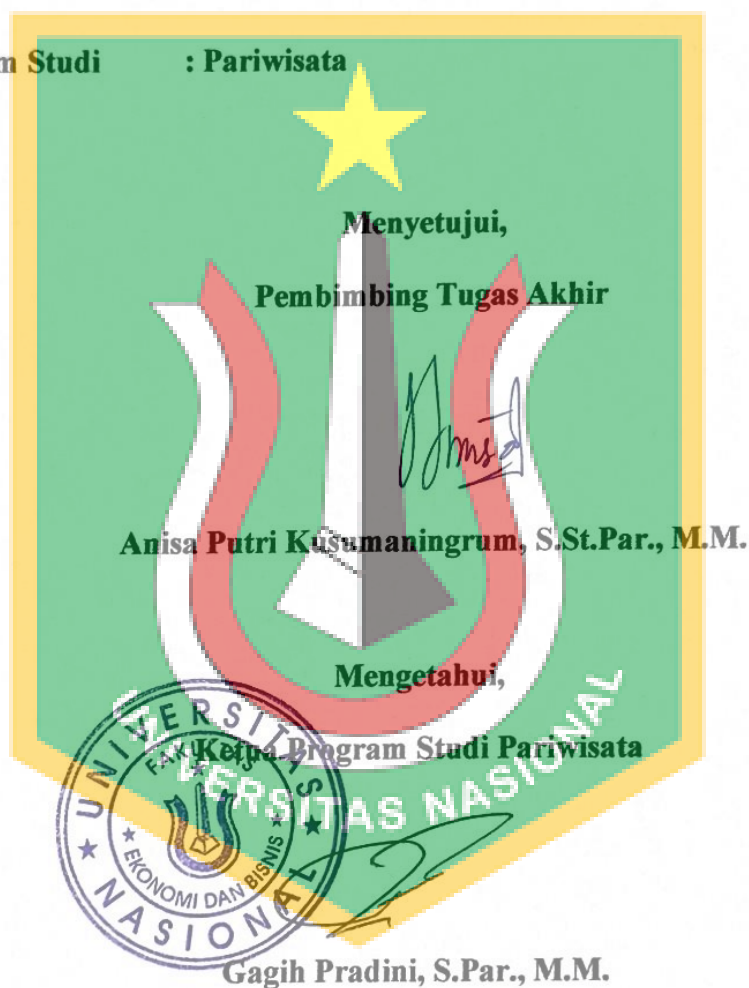 m Studi : Pariwisata
Menyetujui,
Pembimbing Tugas Akhir
Anisa Putri Kusumaningrum, S.St.Par., M.M.
Mengetahui,
Ketua Program Studi Pariwisata
UNIVERSITAS NASIONAL
UNIVERSITAS NASIONAL
FAKULTAS
EKONOMI DAN BISNIS
Gagih Pradini, S.Par., M.M.